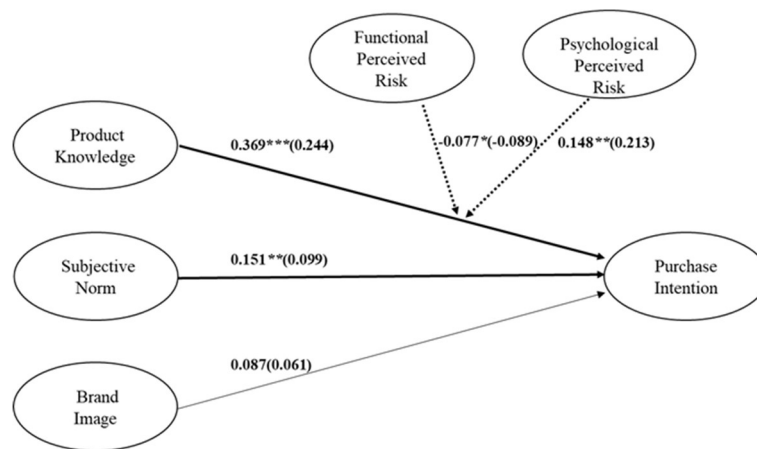 Functional
Perceived
Risk
Psychological
Perceived
Risk
Product
Knowledge
0.369***(0.244)
-0.077*(-0.089)
0.148**(0.213)
Subjective
Norm
0.151**(0.099)
Purchase
Intention
0.087(0.061)
Brand
Image